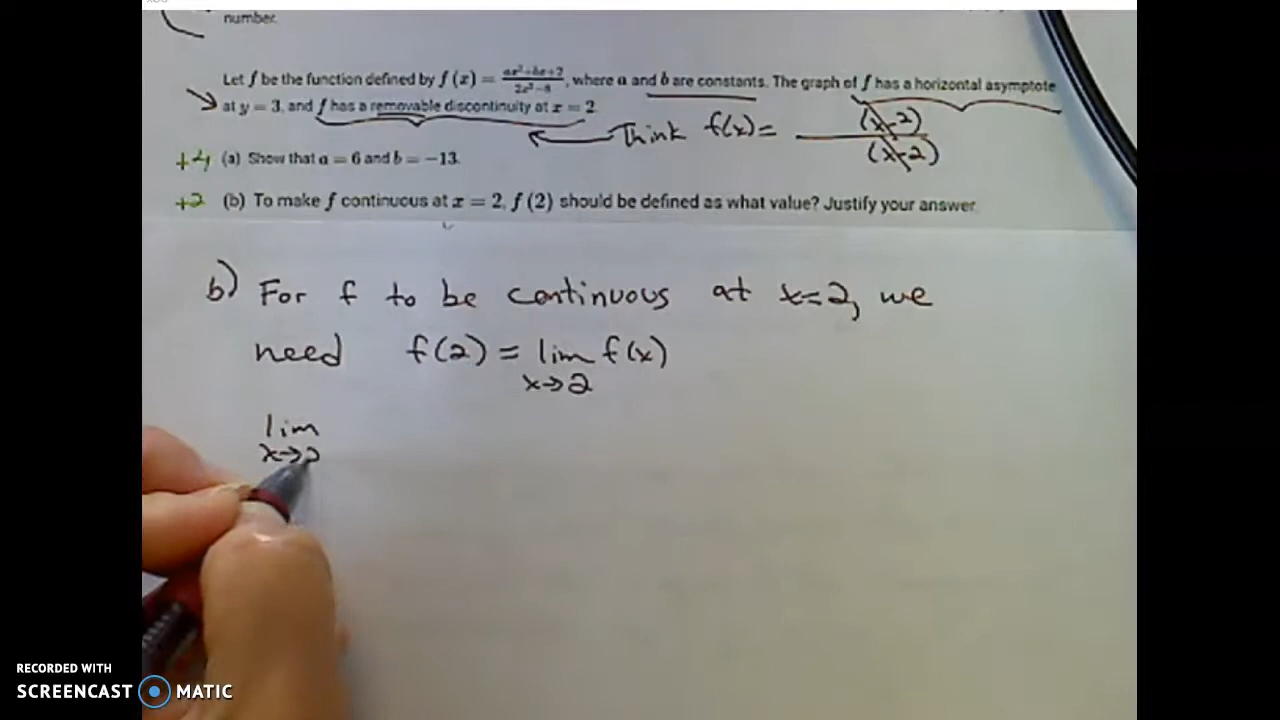 number.
Let f be the function defined by f(x) = (ax²+bx+2)/(2x²−8), where a and b are constants. The graph of f has a horizontal asymptote
at y = 3, and f has a removable discontinuity at x = 2.
Think f(x) = (x-2)/(x-2)
+4 (a) Show that a = 6 and b = −13.
+2 (b) To make f continuous at x = 2, f(2) should be defined as what value? Justify your answer.
b) For f to be continuous at x=2, we
need f(2) = lim f(x)
x→2
lim
x→2
RECORDED WITH
SCREENCAST MATIC